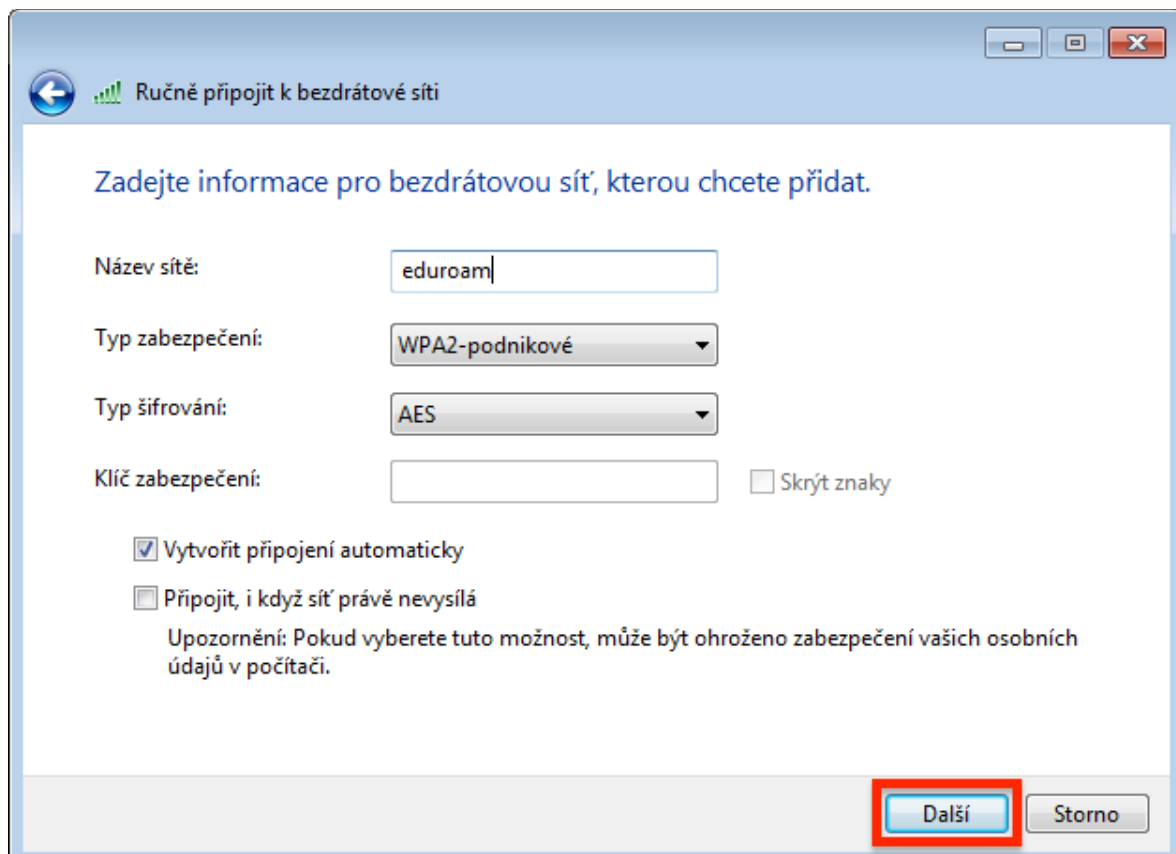 Ručně připojit k bezdrátové síti
Zadejte informace pro bezdrátovou síť, kterou chcete přidat.
Název sítě:
eduroam
Typ zabezpečení:
WPA2-podnikové
Typ šifrování:
AES
Klíč zabezpečení:
Skrýt znaky
Vytvořit připojení automaticky
Připojit, i když síť právě nevysílá
Upozornění: Pokud vyberete tuto možnost, může být ohroženo zabezpečení vašich osobních
údajů v počítači.
Další
Storno